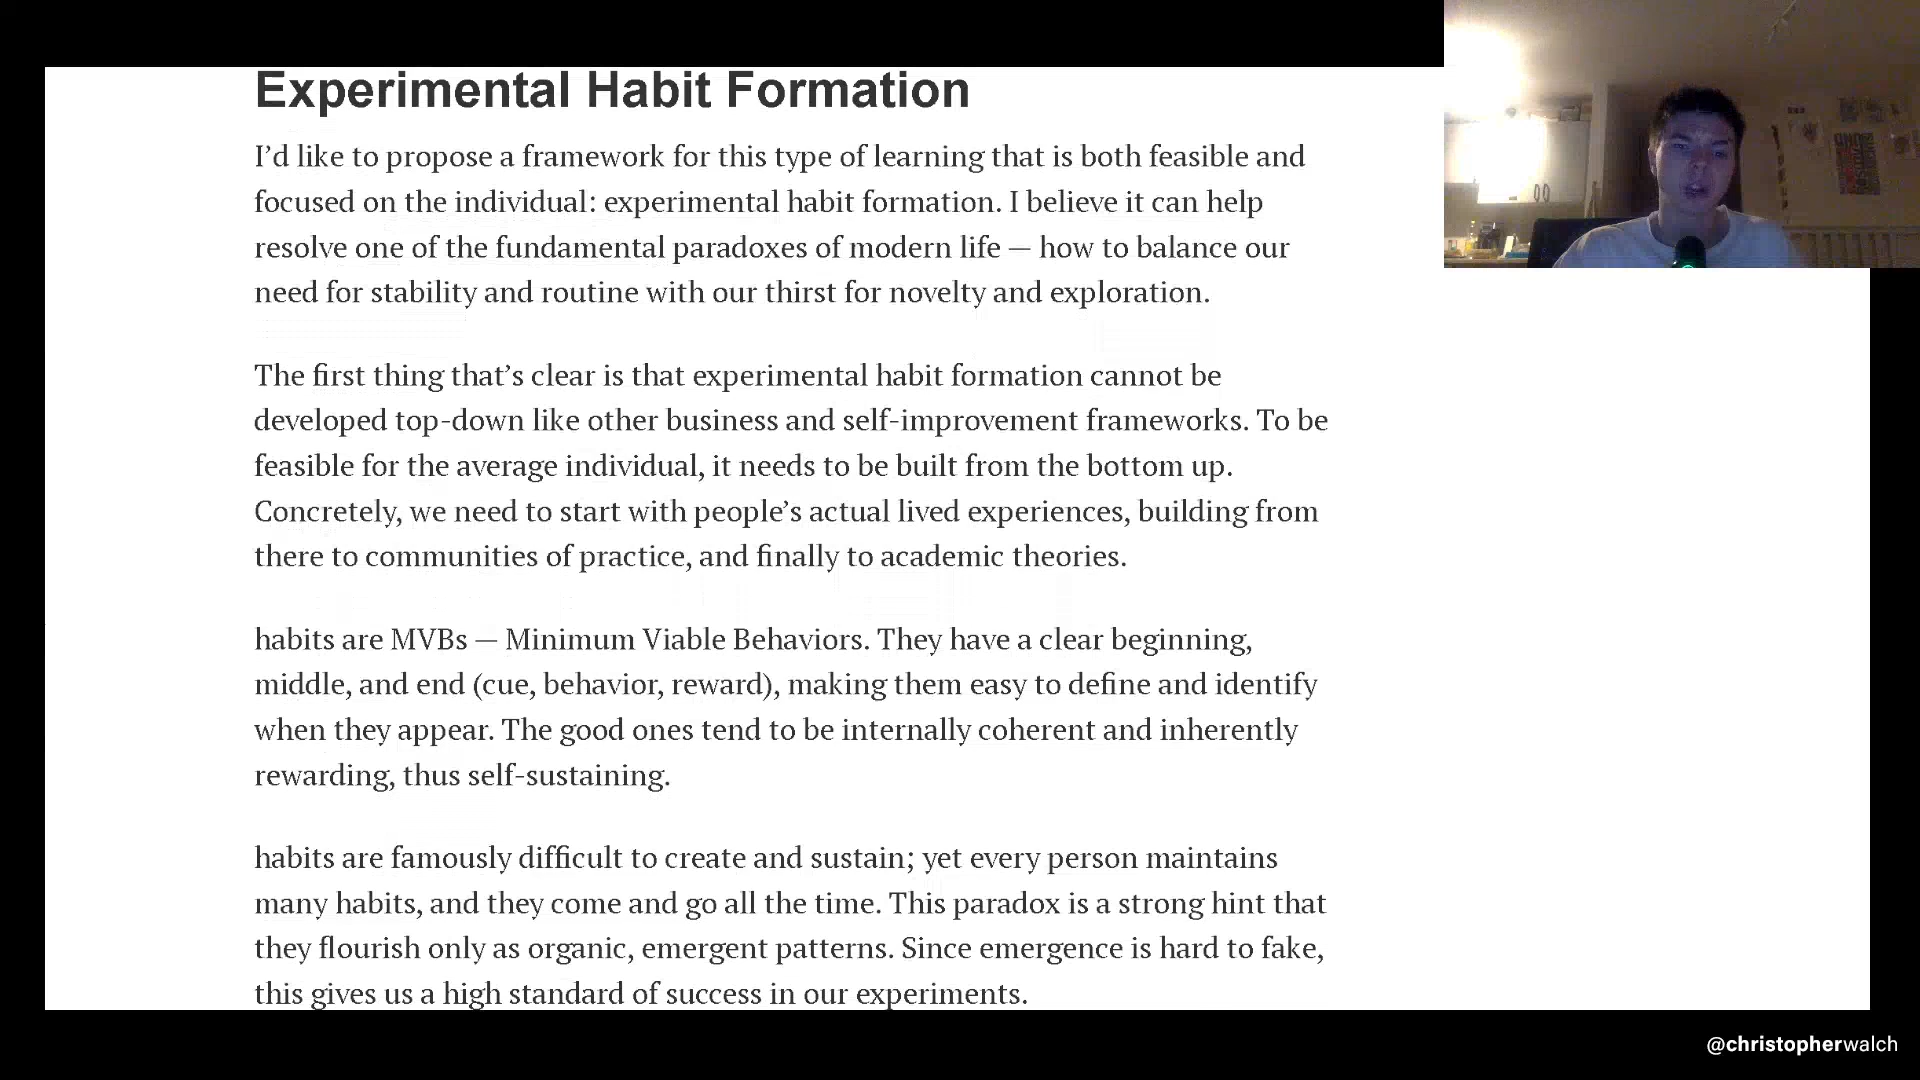 Experimental Habit Formation
I’d like to propose a framework for this type of learning that is both feasible and
focused on the individual: experimental habit formation. I believe it can help
resolve one of the fundamental paradoxes of modern life — how to balance our
need for stability and routine with our thirst for novelty and exploration.
The first thing that’s clear is that experimental habit formation cannot be
developed top-down like other business and self-improvement frameworks. To be
feasible for the average individual, it needs to be built from the bottom up.
Concretely, we need to start with people’s actual lived experiences, building from
there to communities of practice, and finally to academic theories.
habits are MVBs — Minimum Viable Behaviors. They have a clear beginning,
middle, and end (cue, behavior, reward), making them easy to define and identify
when they appear. The good ones tend to be internally coherent and inherently
rewarding, thus self-sustaining.
habits are famously difficult to create and sustain; yet every person maintains
many habits, and they come and go all the time. This paradox is a strong hint that
they flourish only as organic, emergent patterns. Since emergence is hard to fake,
this gives us a high standard of success in our experiments.
@christopherwalch